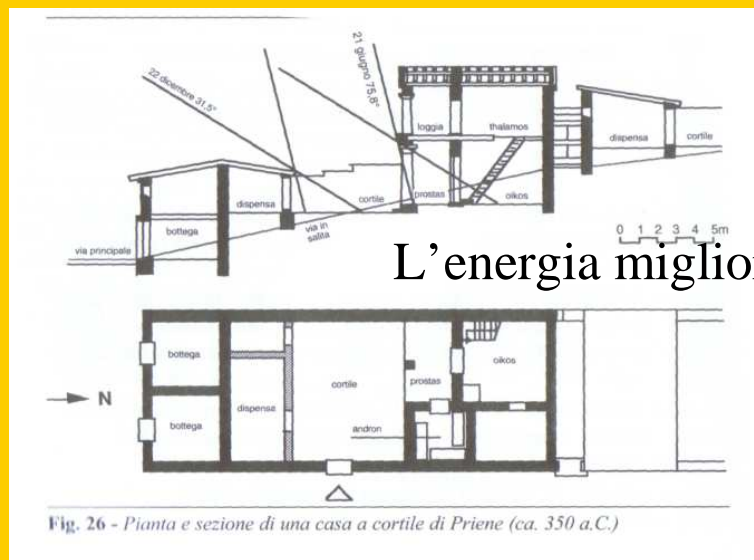 22 dicembre 31,5°
21 giugno 75,8°
loggia
thalamos
dispensa
cortile
prostas
oikos
cortile
dispensa
bottega
via in
salita
via principale
0 1 2 3 4 5m
L'energia miglior
bottega
bottega
dispensa
cortile
prostas
oikos
andron
N
Fig. 26 - Pianta e sezione di una casa a cortile di Priene (ca. 350 a.C.)